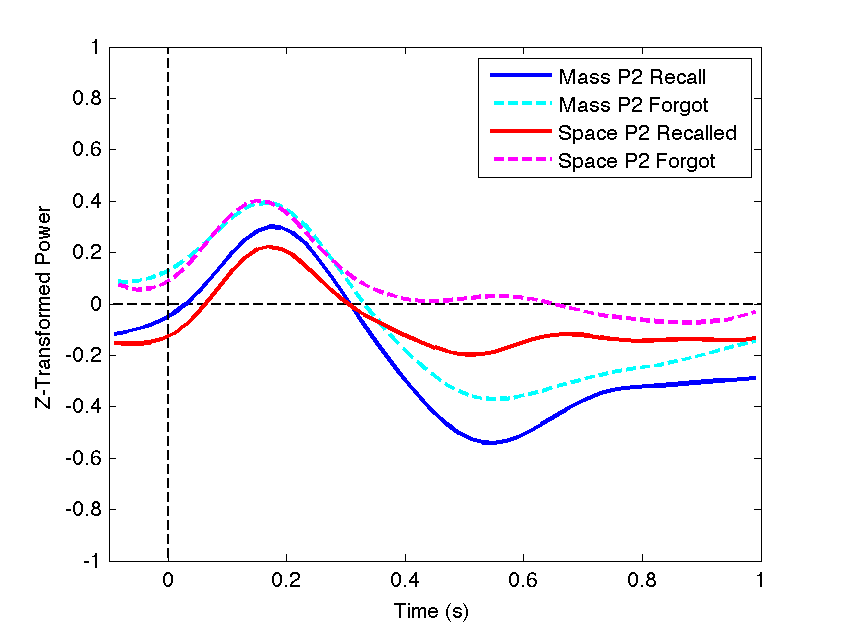 1
0.8
0.6
0.4
0.2
0
-0.2
-0.4
-0.6
-0.8
-1
Z-Transformed Power
Mass P2 Recall
Mass P2 Forgot
Space P2 Recalled
Space P2 Forgot
0 0.2 0.4 0.6 0.8 1
Time (s)